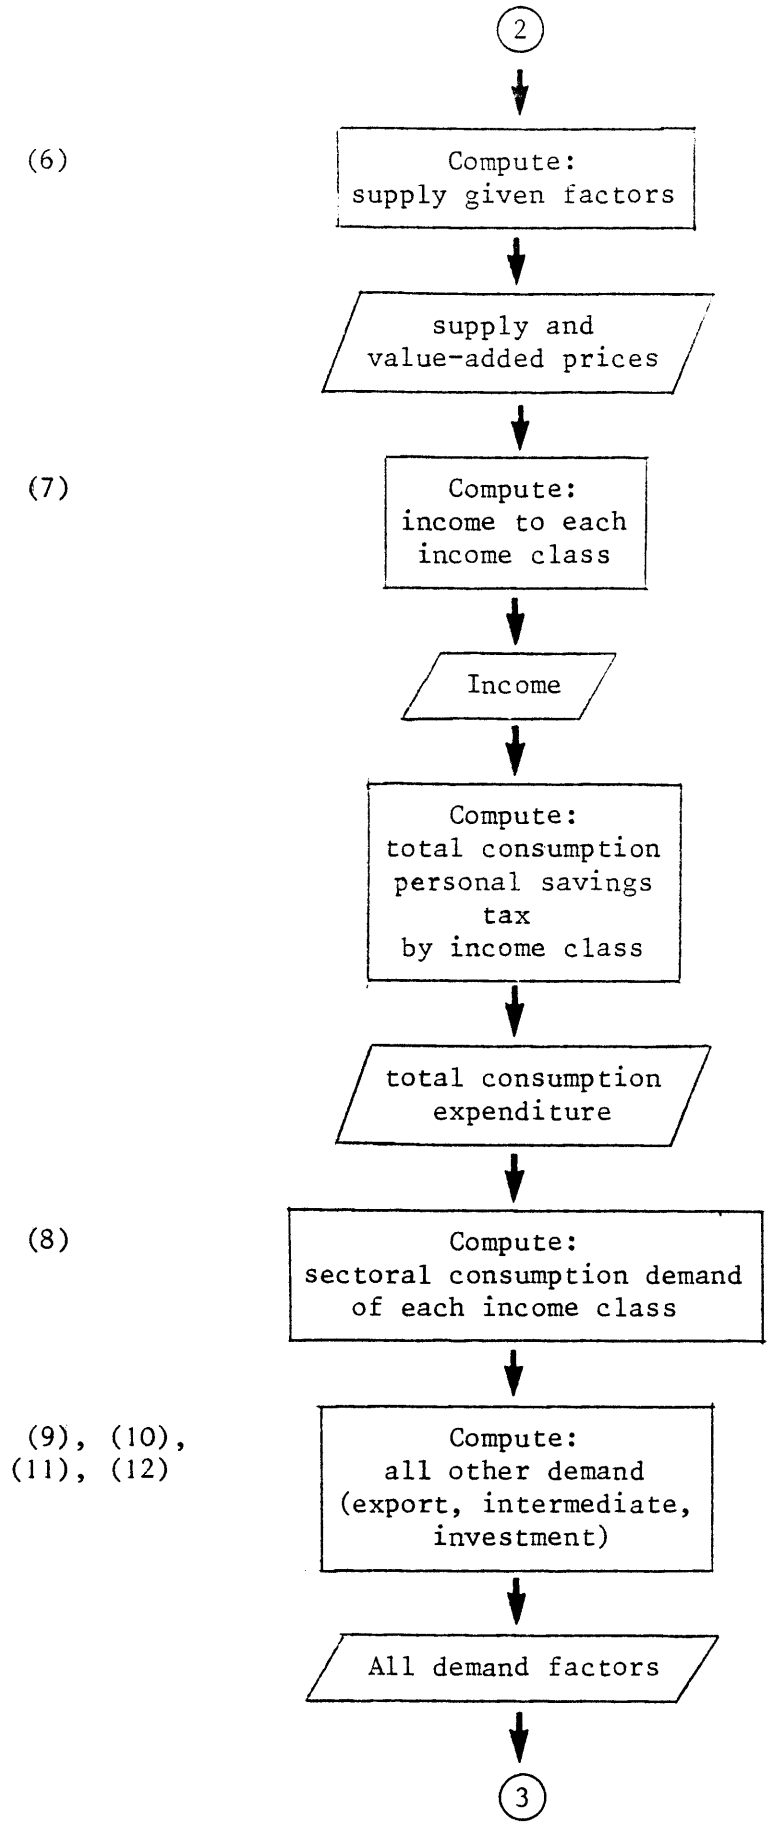 2
(6)
Compute:
supply given factors
supply and
value-added prices
(7)
Compute:
income to each
income class
Income
Compute:
total consumption
personal savings
tax
by income class
total consumption
expenditure
(8)
Compute:
sectoral consumption demand
of each income class
(9), (10),
(11), (12)
Compute:
all other demand
(export, intermediate,
investment)
All demand factors
3